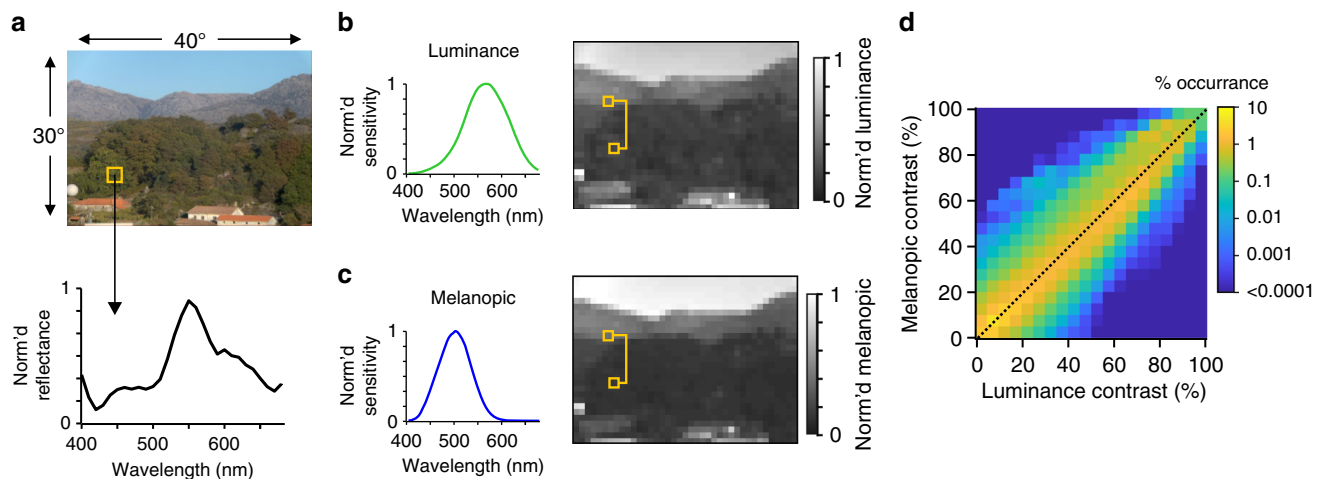 a
40°
30°
1
Norm'd
reflectance
0
400 500 600
Wavelength (nm)
b
Luminance
1
Norm'd
sensitivity
0
400 500 600
Wavelength (nm)
1
Norm'd luminance
0
c
Melanopic
1
Norm'd
sensitivity
0
400 500 600
Wavelength (nm)
1
Norm'd melanopic
0
d
% occurrance
100
80
60
40
20
0
Melanopic contrast (%)
0 20 40 60 80 100
Luminance contrast (%)
10
1
0.1
0.01
0.001
<0.0001